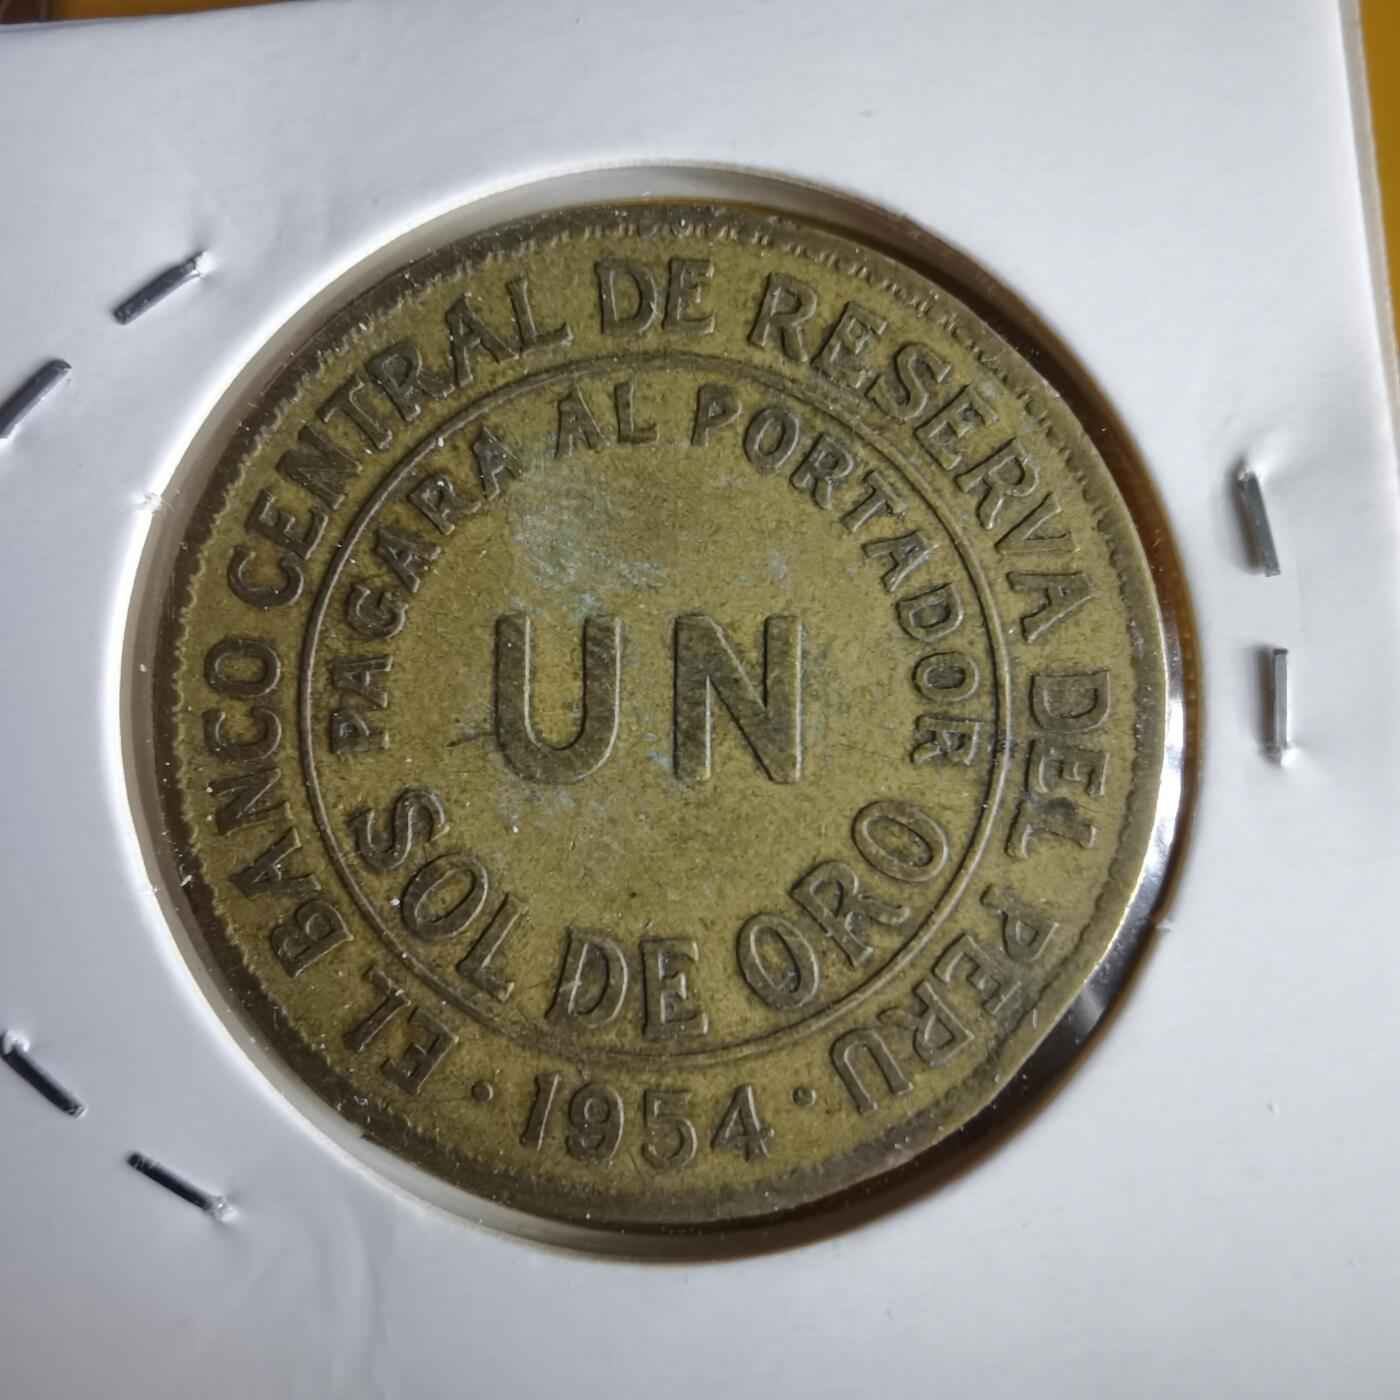 EL BANCO CENTRAL DE RESERVA DEL PERU
PAGARA AL PORTADOR
UN
SOL DE ORO
· 1954 ·